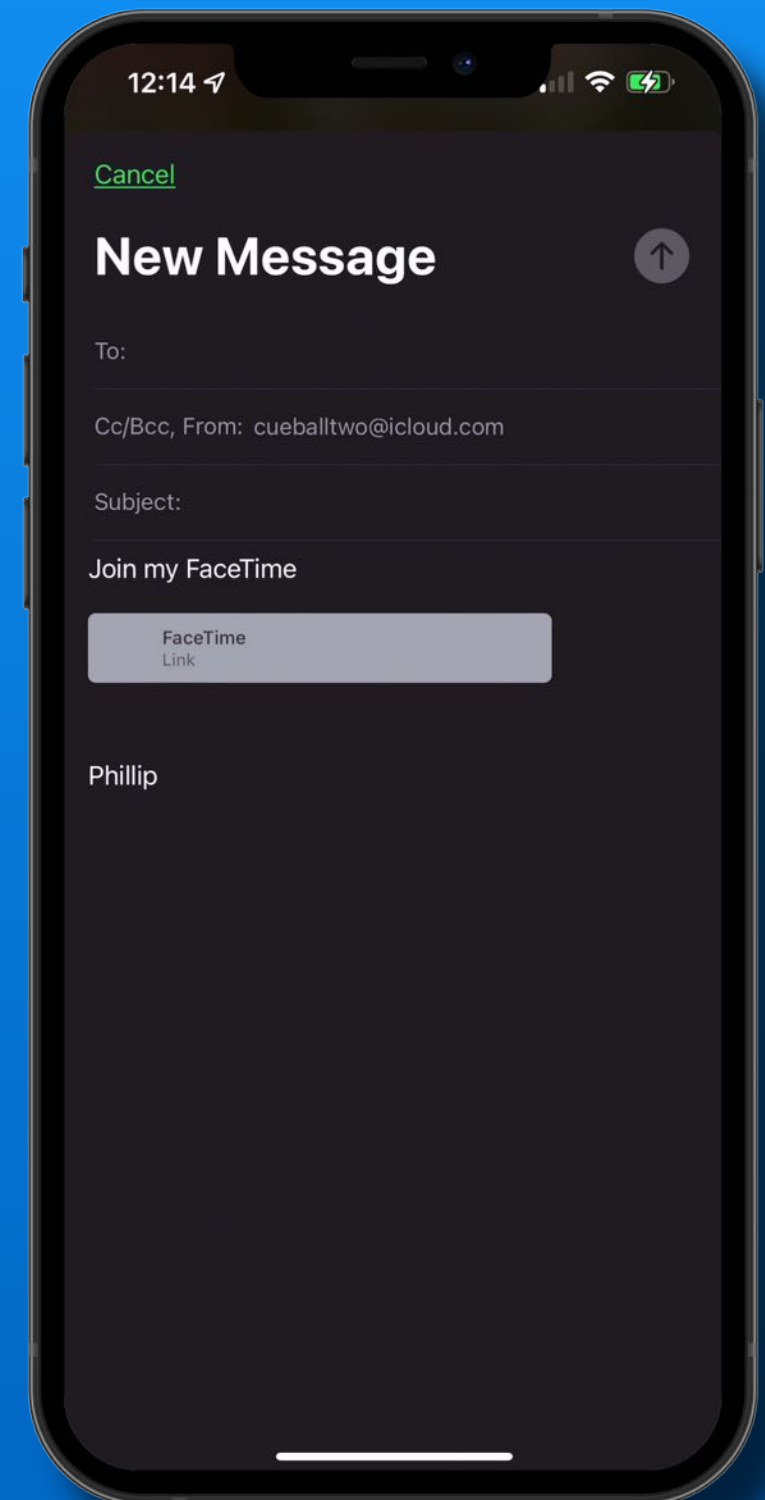 12:14
Cancel
New Message
To:
Cc/Bcc, From: cueballtwo@icloud.com
Subject:
Join my FaceTime
FaceTime
Link
Phillip